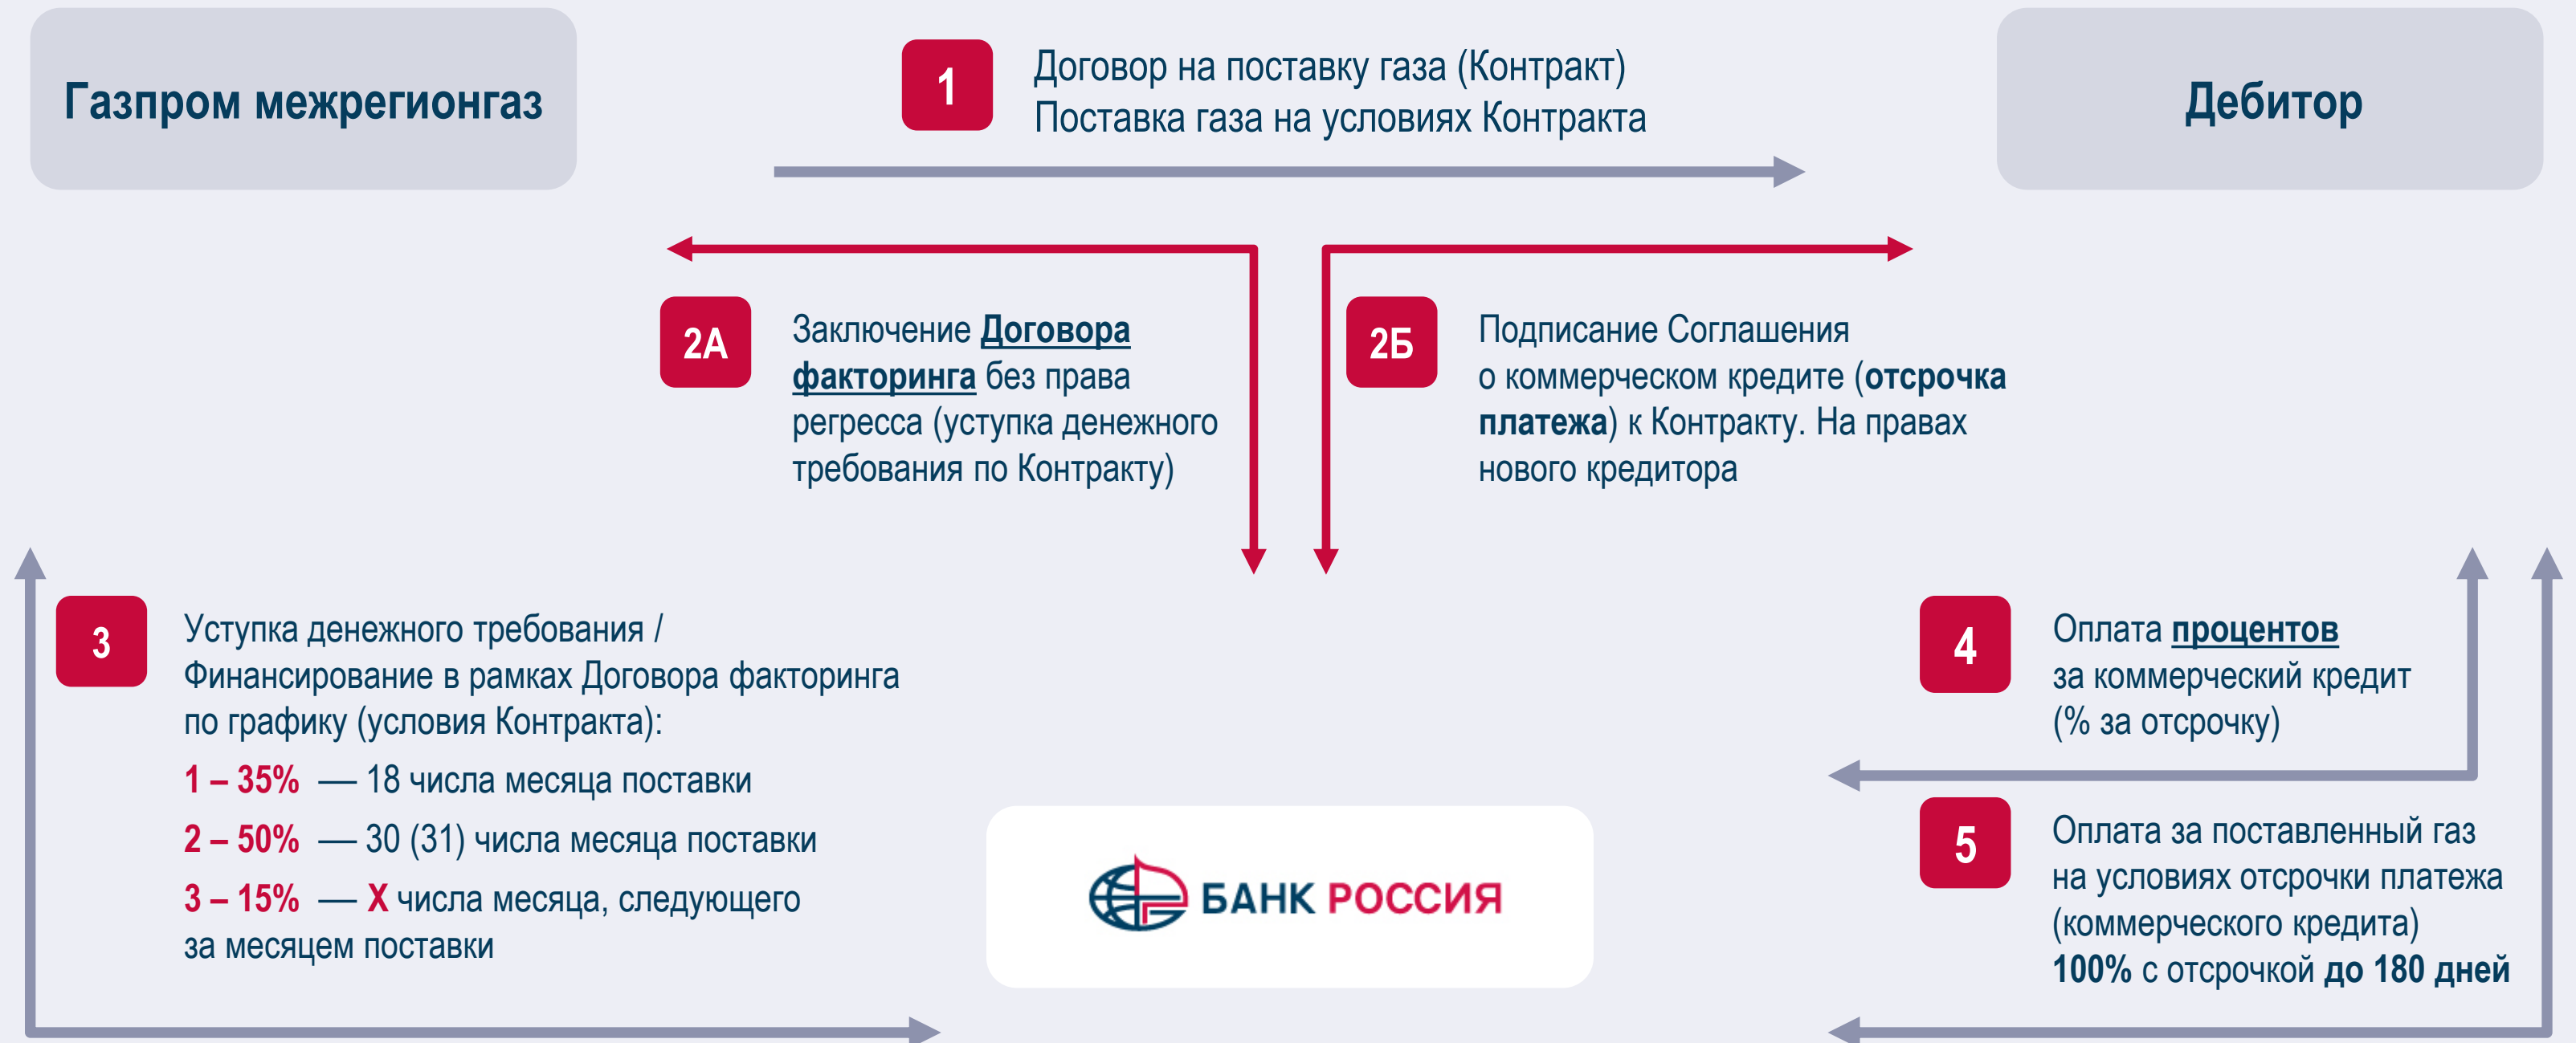 Газпром межрегионгаз
1
Договор на поставку газа (Контракт)
Поставка газа на условиях Контракта
Дебитор
2А
Заключение Договора
факторинга без права
регресса (уступка денежного
требования по Контракту)
2Б
Подписание Соглашения
о коммерческом кредите (отсрочка
платежа) к Контракту. На правах
нового кредитора
3
Уступка денежного требования /
Финансирование в рамках Договора факторинга
по графику (условия Контракта):
1 – 35% — 18 числа месяца поставки
2 – 50% — 30 (31) числа месяца поставки
3 – 15% — X числа месяца, следующего
за месяцем поставки
БАНК РОССИЯ
4
Оплата процентов
за коммерческий кредит
(% за отсрочку)
5
Оплата за поставленный газ
на условиях отсрочки платежа
(коммерческого кредита)
100% с отсрочкой до 180 дней